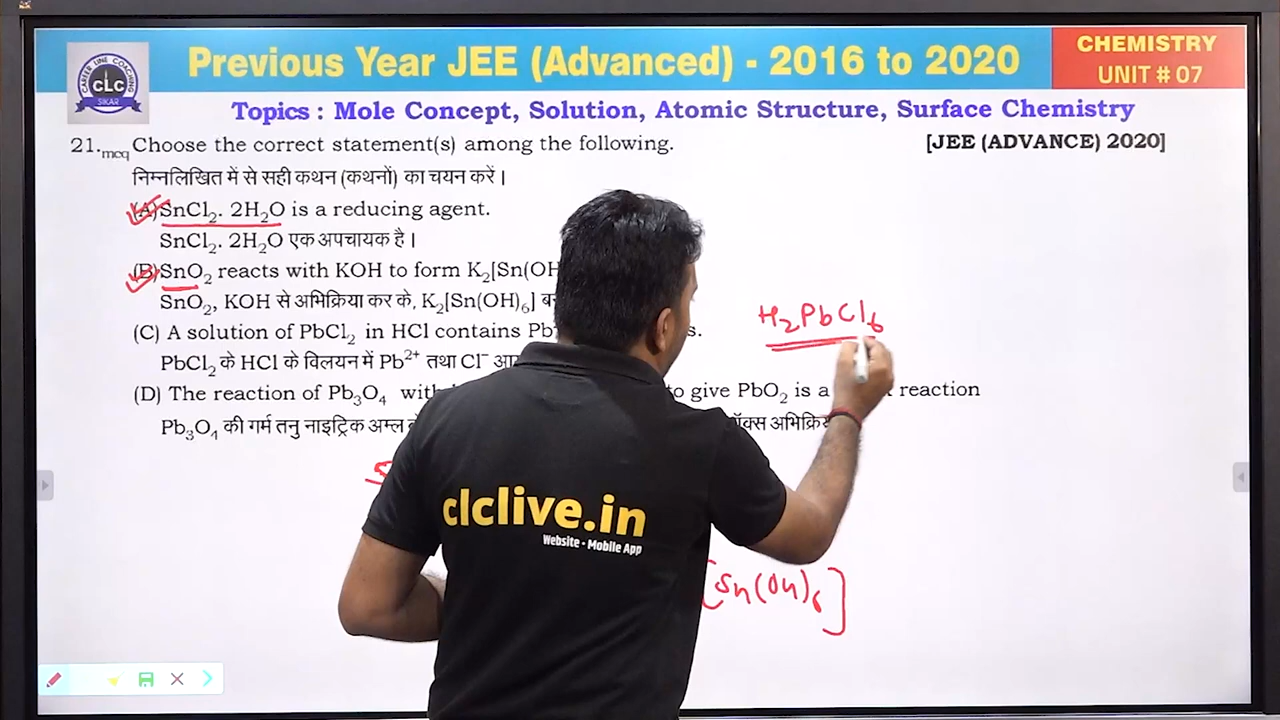 Previous Year JEE (Advanced) - 2016 to 2020
CHEMISTRY
UNIT # 07
CAREER LINE COACHING
CLC
SIKAR
Topics : Mole Concept, Solution, Atomic Structure, Surface Chemistry
21.mcq Choose the correct statement(s) among the following. [JEE (ADVANCE) 2020]
निम्नलिखित में से सही कथन (कथनों) का चयन करें।
(A) SnCl₂. 2H₂O is a reducing agent.
SnCl₂. 2H₂O एक अपचायक है।
(B) SnO₂ reacts with KOH to form K₂[Sn(OH
SnO₂, KOH से अभिक्रिया कर के, K₂[Sn(OH)₆]
(C) A solution of PbCl₂ in HCl contains Pb s.
H₂PbCl₆
PbCl₂ के HCl के विलयन में Pb²⁺ तथा Cl⁻
(D) The reaction of Pb₃O₄ to give PbO₂ is a reaction
Pb₃O₄ की गर्म तनु नाइट्रिक अम्ल
clclive.in
Website • Mobile App
[Sn(OH)₆]